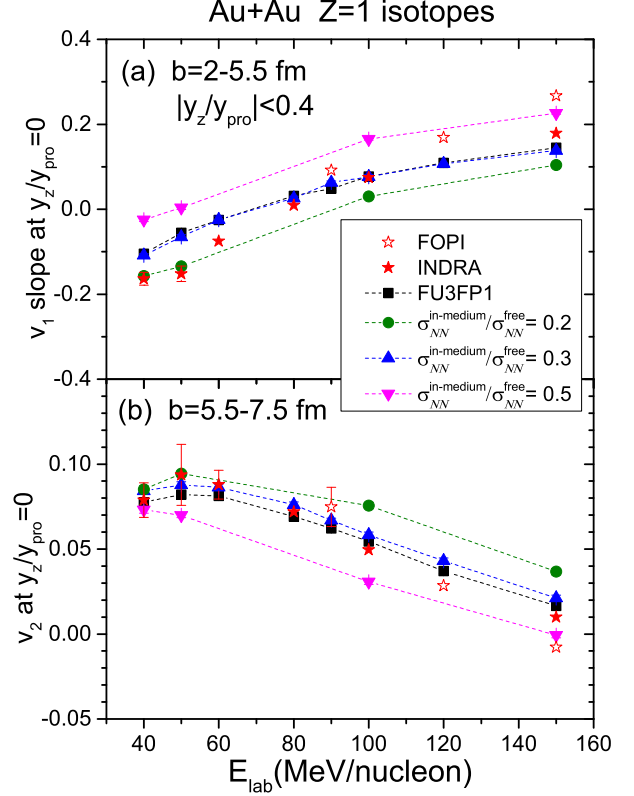 Au+Au Z=1 isotopes
(a) b=2-5.5 fm
|y_z/y_pro|<0.4
0.4
0.2
0.0
-0.2
-0.4
v_1 slope at y_z/y_pro=0
FOPI
INDRA
FU3FP1
σ_NN^in-medium/σ_NN^free= 0.2
σ_NN^in-medium/σ_NN^free= 0.3
σ_NN^in-medium/σ_NN^free= 0.5
(b) b=5.5-7.5 fm
0.10
0.05
0.00
-0.05
v_2 at y_z/y_pro=0
40 60 80 100 120 140 160
E_lab(MeV/nucleon)